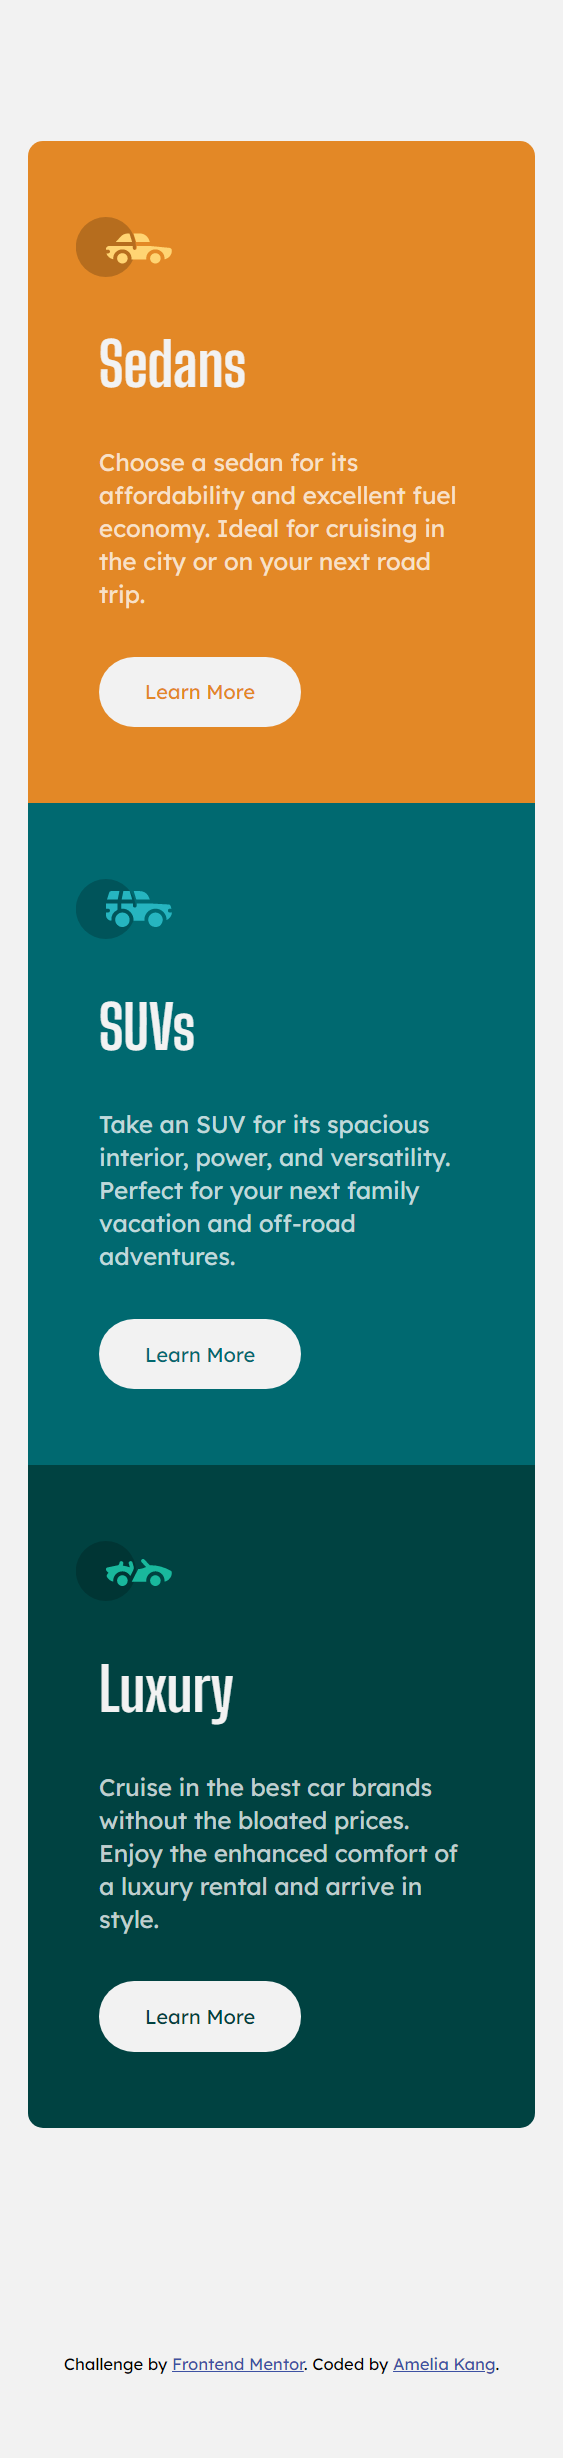 Sedans
Choose a sedan for its
affordability and excellent fuel
economy. Ideal for cruising in
the city or on your next road
trip.
Learn More
SUVs
Take an SUV for its spacious
interior, power, and versatility.
Perfect for your next family
vacation and off-road
adventures.
Learn More
Luxury
Cruise in the best car brands
without the bloated prices.
Enjoy the enhanced comfort of
a luxury rental and arrive in
style.
Learn More
Challenge by Frontend Mentor. Coded by Amelia Kang.